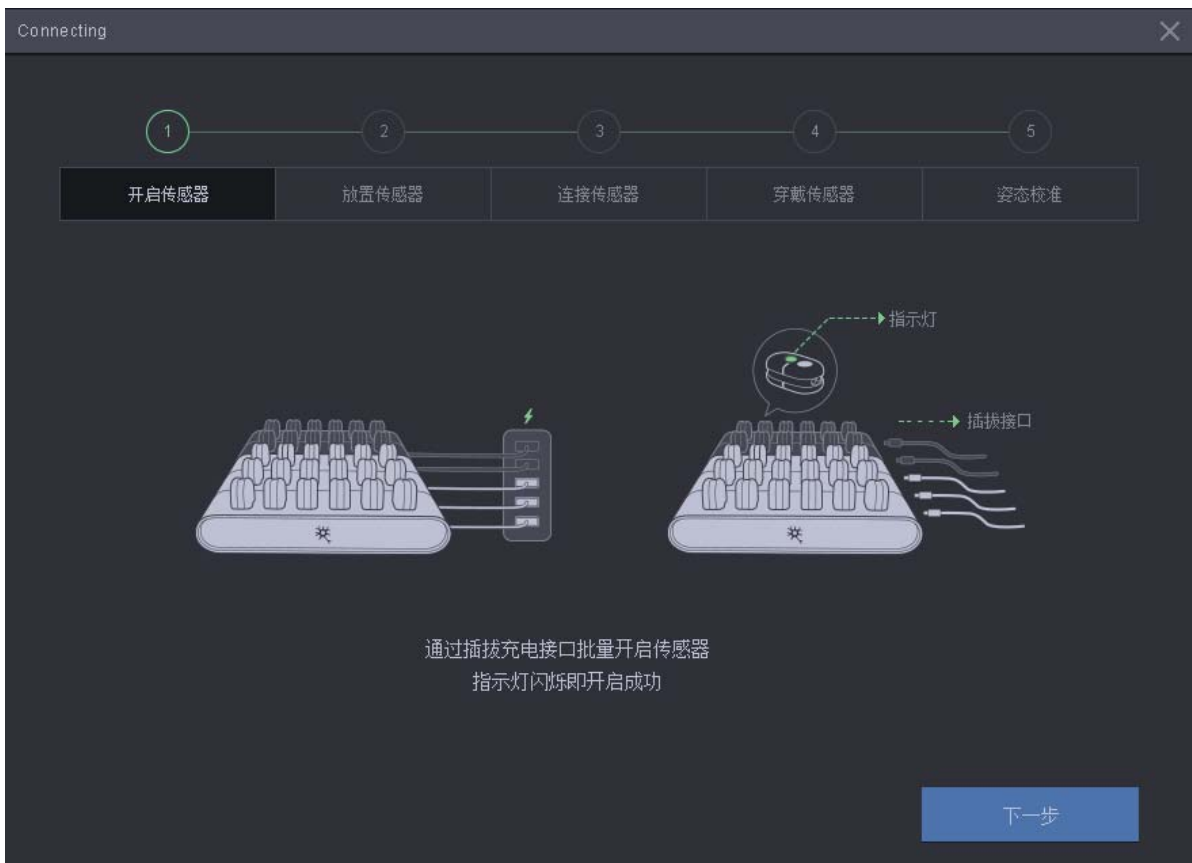 Connecting
1
2
3
4
5
开启传感器
放置传感器
连接传感器
穿戴传感器
姿态校准
指示灯
插拔接口
通过插拔充电接口批量开启传感器
指示灯闪烁即开启成功
下一步